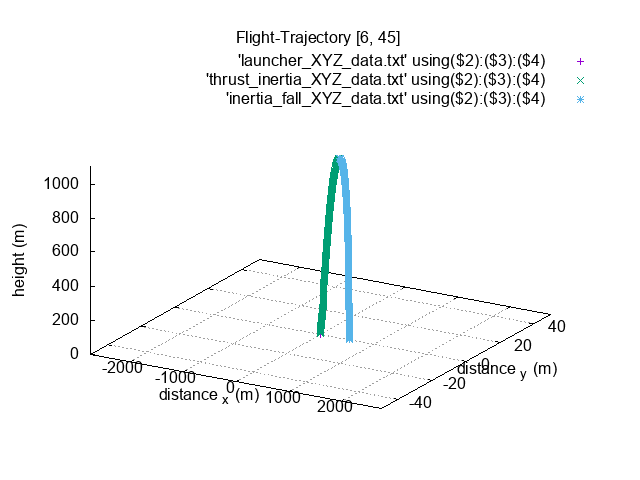 Flight-Trajectory [6, 45]
'launcher_XYZ_data.txt' using($2):($3):($4)
'thrust_inertia_XYZ_data.txt' using($2):($3):($4)
'inertia_fall_XYZ_data.txt' using($2):($3):($4)
1000
800
600
400
200
0
height (m)
-2000
-1000
0
1000
2000
distance x (m)
-40
-20
0
20
40
distance y (m)